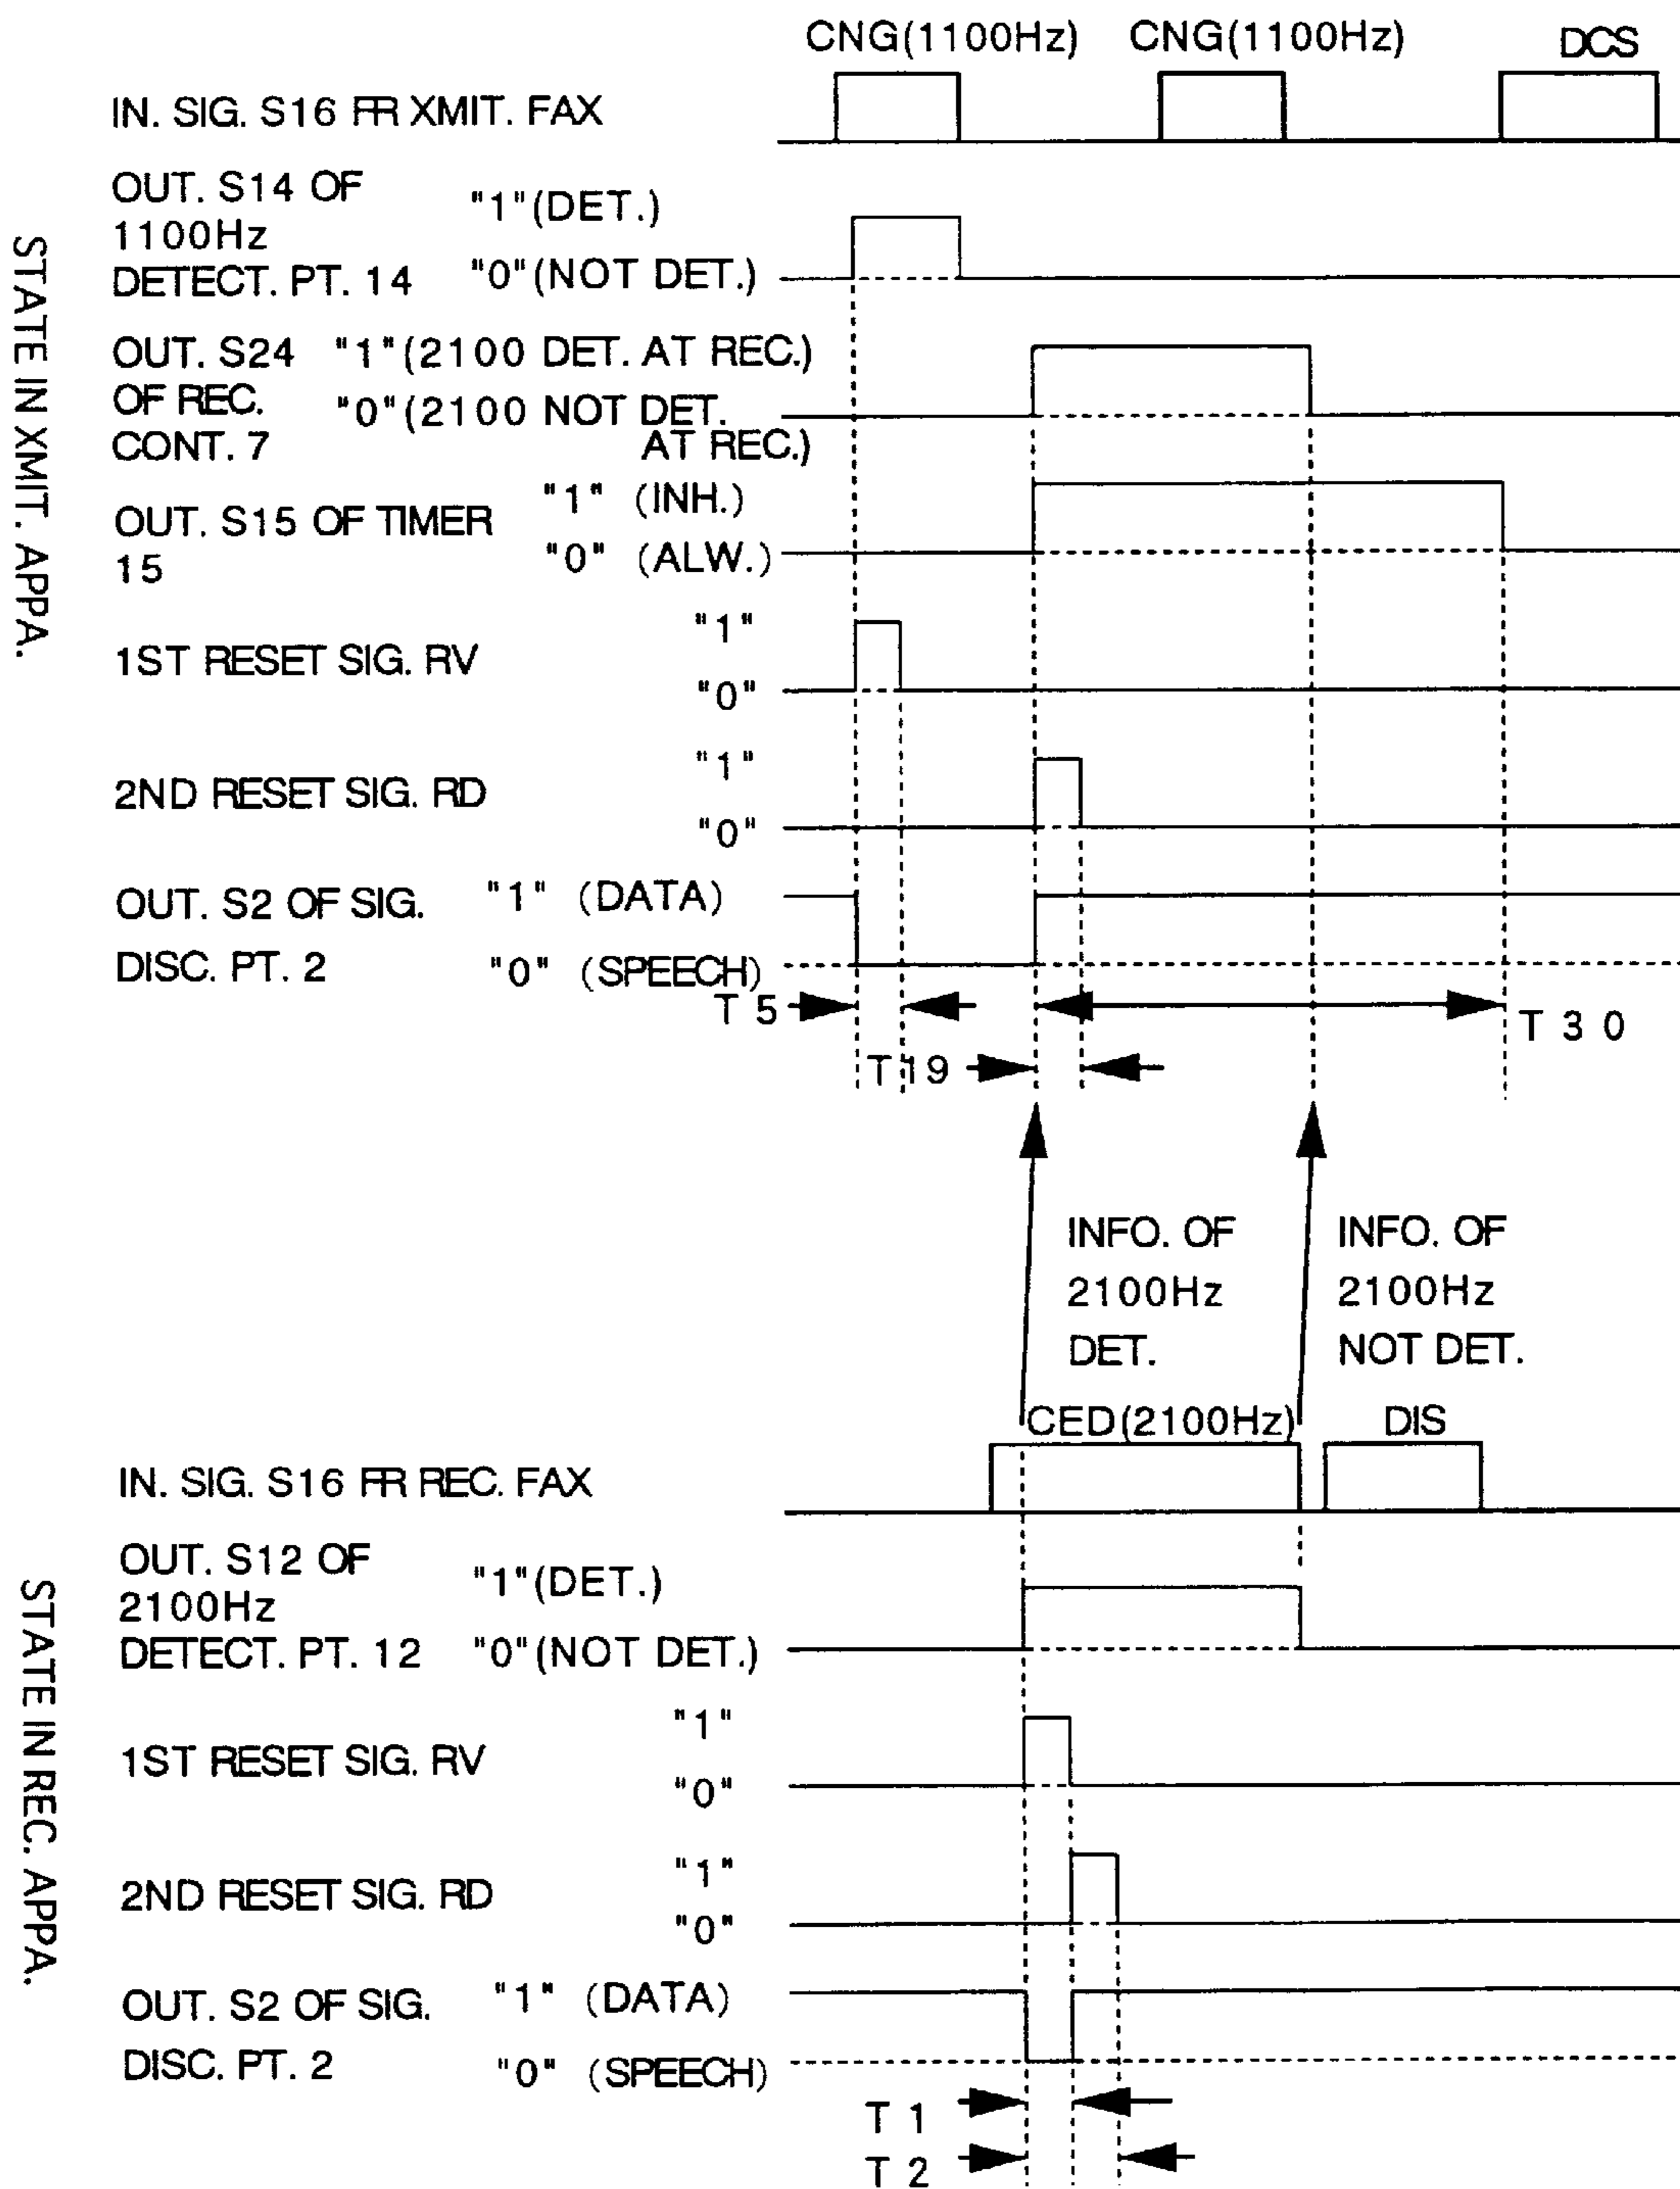 CNG(1100Hz) CNG(1100Hz) DCS
IN. SIG. S16 FR XMIT. FAX
STATE IN XMIT. APPA.
OUT. S14 OF "1"(DET.)
1100Hz
DETECT. PT. 14 "0"(NOT DET.)
OUT. S24 "1"(2100 DET. AT REC.)
OF REC. "0"(2100 NOT DET.
CONT. 7 AT REC.)
"1" (INH.)
OUT. S15 OF TIMER
15 "0" (ALW.)
"1"
1ST RESET SIG. RV
"0"
"1"
2ND RESET SIG. RD
"0"
OUT. S2 OF SIG. "1" (DATA)
DISC. PT. 2 "0" (SPEECH)
T 5 T 3 0
T19
INFO. OF INFO. OF
2100Hz 2100Hz
DET. NOT DET.
CED(2100Hz) DIS
IN. SIG. S16 FR REC. FAX
STATE IN REC. APPA.
OUT. S12 OF "1"(DET.)
2100Hz
DETECT. PT. 12 "0"(NOT DET.)
"1"
1ST RESET SIG. RV
"0"
"1"
2ND RESET SIG. RD
"0"
OUT. S2 OF SIG. "1" (DATA)
DISC. PT. 2 "0" (SPEECH)
T 1
T 2